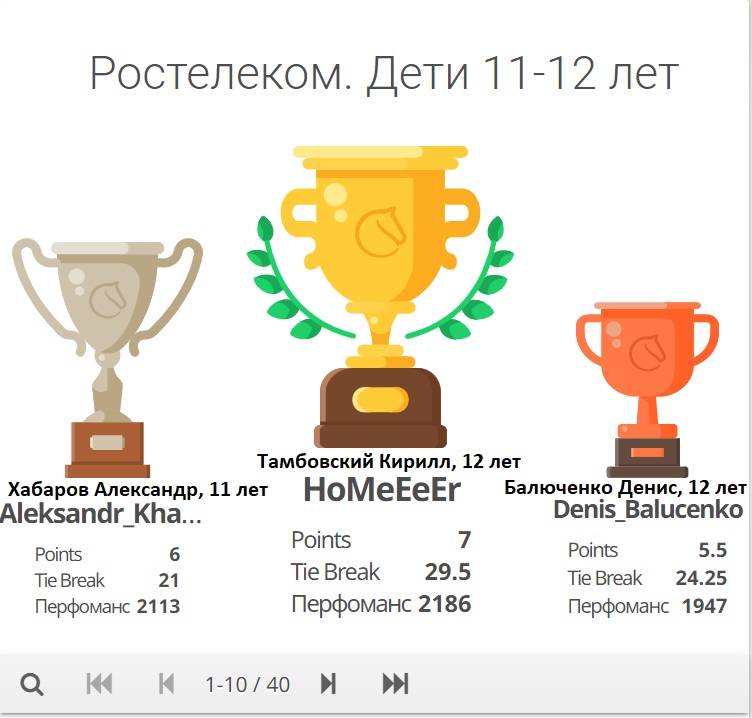 Ростелеком. Дети 11-12 лет
Хабаров Александр, 11 лет
Aleksandr_Kha...
Points 6
Tie Break 21
Перфоманс 2113
Тамбовский Кирилл, 12 лет
HoMeEeEr
Points 7
Tie Break 29.5
Перфоманс 2186
Балюченко Денис, 12 лет
Denis_Balucenko
Points 5.5
Tie Break 24.25
Перфоманс 1947
1-10 / 40